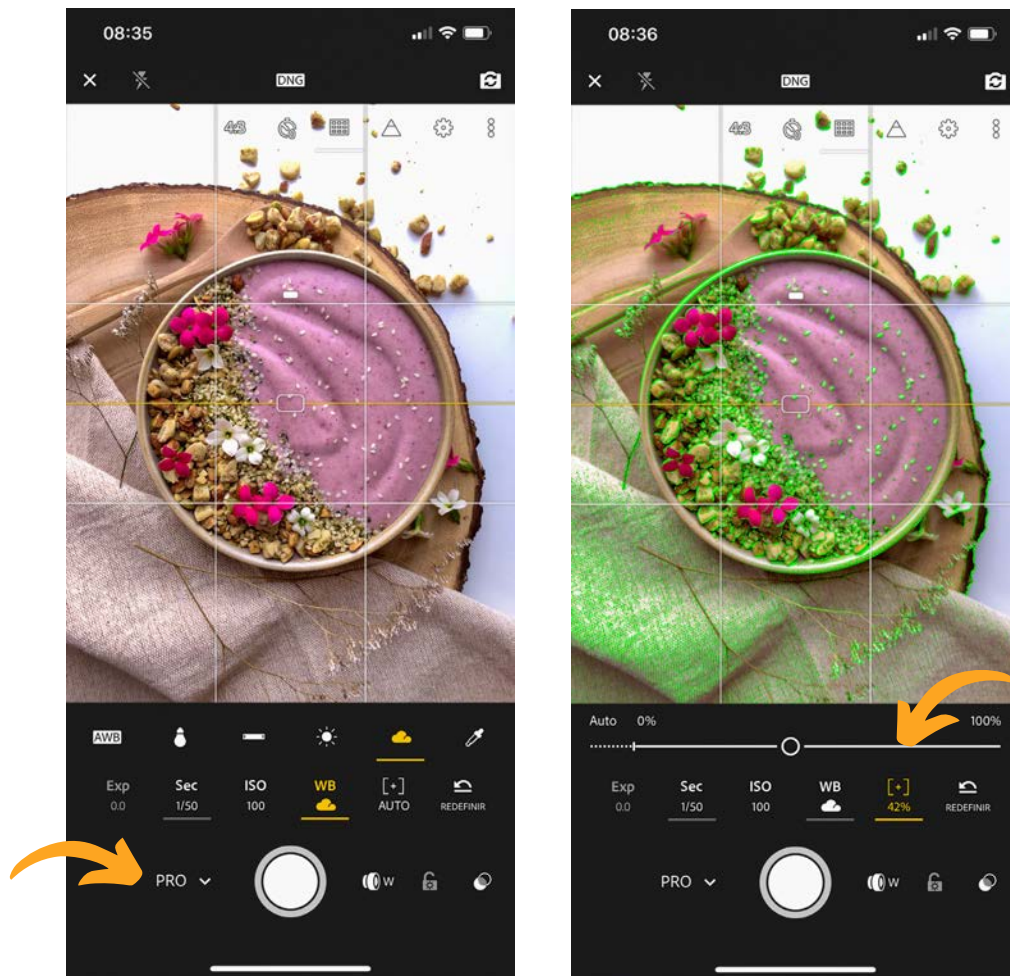 08:35
DNG
4:3
AWB
Exp
0.0
Sec
1/50
ISO
100
WB
[+]
AUTO
REDEFINIR
PRO
W
08:36
DNG
4:3
Auto 0% 100%
Exp
0.0
Sec
1/50
ISO
100
WB
[+]
42%
REDEFINIR
PRO
W